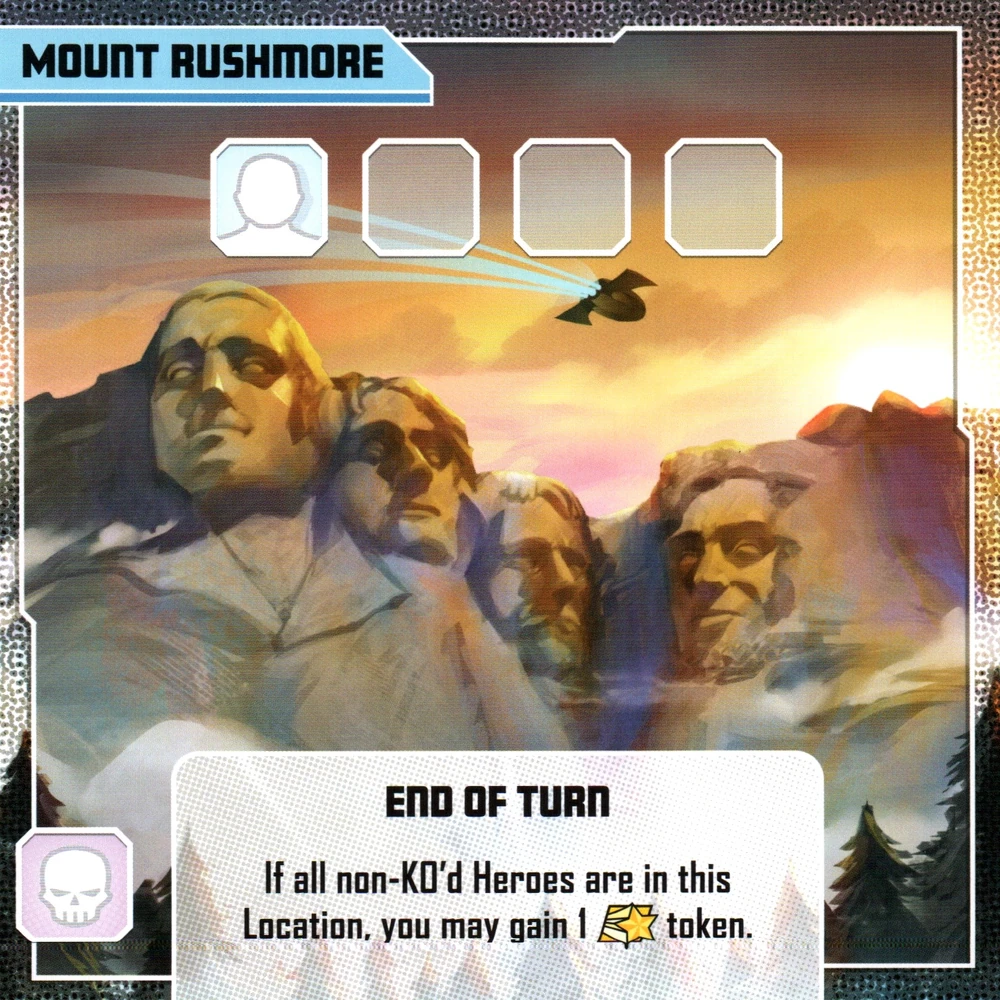 MOUNT RUSHMORE
END OF TURN
If all non-KO'd Heroes are in this
Location, you may gain 1 token.